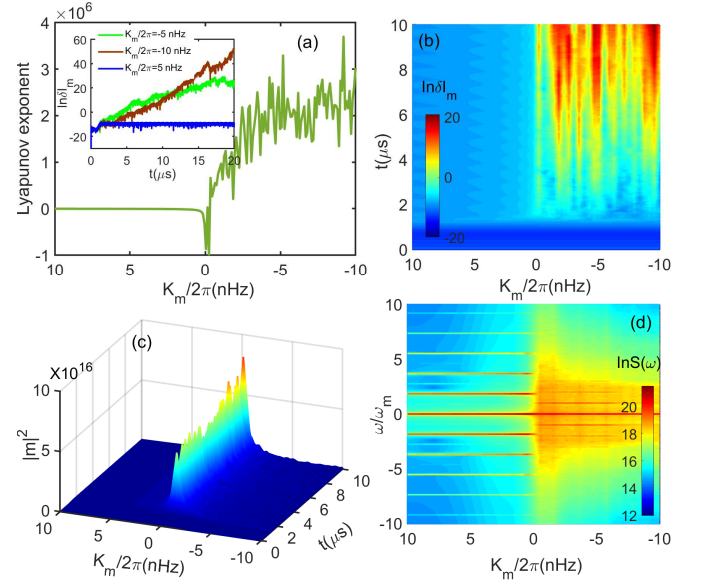 ×10⁶
4
3
2
1
0
-1
Lyapunov exponent
10 5 0 -5 -10
K_m/2π(nHz)
(a)
K_m/2π=-5 nHz
K_m/2π=-10 nHz
K_m/2π=5 nHz
60
40
20
0
-20
lnδI_m
0 5 10 15 20
t(μs)
(b)
10
8
6
4
2
0
t(μs)
lnδI_m
20
0
-20
10 5 0 -5 -10
K_m/2π(nHz)
(c)
X10¹⁶
10
5
0
|m|²
10 5 0 -5 -10
K_m/2π(nHz)
0 2 4 6 8 10
t(μs)
(d)
10
5
0
-5
-10
ω/ω_m
lnS(ω)
20
18
16
14
12
10 5 0 -5 -10
K_m/2π(nHz)